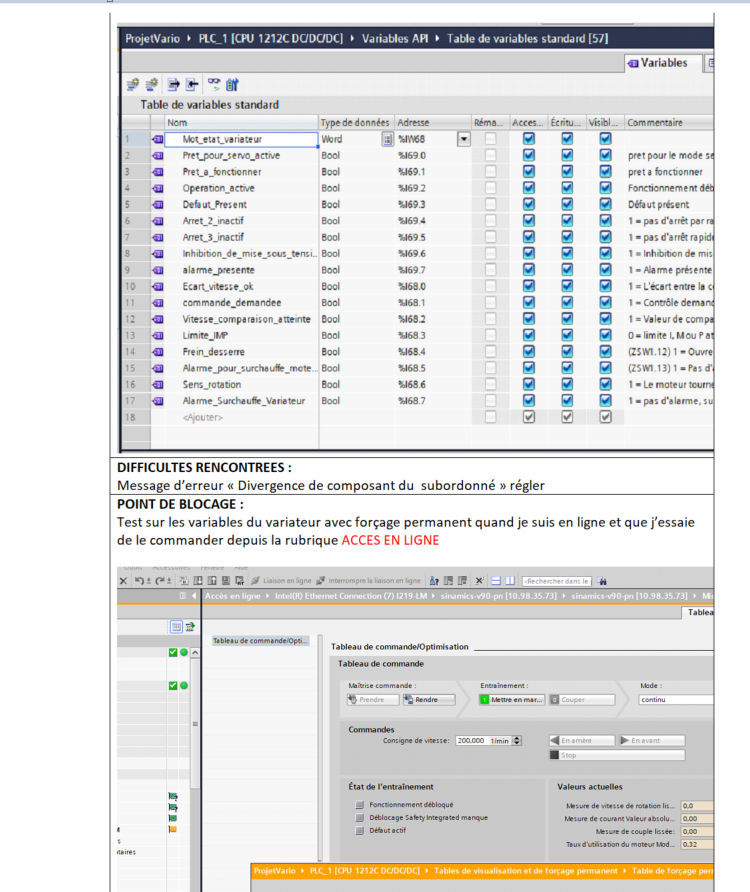 ProjetVario ▸ PLC_1 [CPU 1212C DC/DC/DC] ▸ Variables API ▸ Table de variables standard [57]
Variables
Table de variables standard
Nom Type de données Adresse Réma... Acces... Écritu... Visibl... Commentaire
1 Mot_etat_variateur Word %IW68
2 Pret_pour_servo_active Bool %I69.0 pret pour le mode se
3 Pret_a_fonctionner Bool %I69.1 pret a fonctionner
4 Operation_active Bool %I69.2 Fonctionnement déb
5 Defaut_Present Bool %I69.3 Défaut présent
6 Arret_2_inactif Bool %I69.4 1 = pas d'arrêt par ra
7 Arret_3_inactif Bool %I69.5 1 = pas d'arrêt rapide
8 Inhibition_de_mise_sous_tensi... Bool %I69.6 1 = Inhibition de mis
9 alarme_presente Bool %I69.7 1 = Alarme présente
10 Ecart_vitesse_ok Bool %I68.0 1 = L'écart entre la co
11 commande_demandee Bool %I68.1 1 = Contrôle demand
12 Vitesse_comparaison_atteinte Bool %I68.2 1 = Valeur de compa
13 Limite_IMP Bool %I68.3 0 = limite I, M ou P at
14 Frein_desserre Bool %I68.4 (ZSW1.12) 1 = Ouvre
15 Alarme_pour_surchauffe_mote... Bool %I68.5 (ZSW1.13) 1 = Pas d'
16 Sens_rotation Bool %I68.6 1 = Le moteur tourne
17 Alarme_Surchauffe_Variateur Bool %I68.7 1 = pas d'alarme, su
18 <Ajouter>
DIFFICULTES RENCONTREES :
Message d'erreur « Divergence de composant du subordonné » régler
POINT DE BLOCAGE :
Test sur les variables du variateur avec forçage permanent quand je suis en ligne et que j'essaie
de le commander depuis la rubrique ACCES EN LIGNE
Liaison en ligne Interrompre la liaison en ligne <Rechercher dans le
Accès en ligne ▸ Intel(R) Ethernet Connection (7) I219-LM ▸ sinamics-v90-pn [10.98.35.73] ▸ sinamics-v90-pn [10.98.35.73] ▸ Mis
Tablea
Tableau de commande/Opti...
Tableau de commande/Optimisation
Tableau de commande
Maîtrise commande : Entraînement : Mode :
Prendre Rendre 1 Mettre en mar... 0 Couper continu
Commandes
Consigne de vitesse: 200,000 1/min En arrière En avant
Stop
État de l'entraînement Valeurs actuelles
Fonctionnement débloqué Mesure de vitesse de rotation lis... 0,0
Déblocage Safety Integrated manque Mesure de courant Valeur absolu... 0,00
Défaut actif Mesure de couple lissée: 0,00
Taux d'utilisation du moteur Mod... 0,32
taires
ProjetVario ▸ PLC_1 [CPU 1212C DC/DC/DC] ▸ Tables de visualisation et de forçage permanent ▸ Table de forçage perm